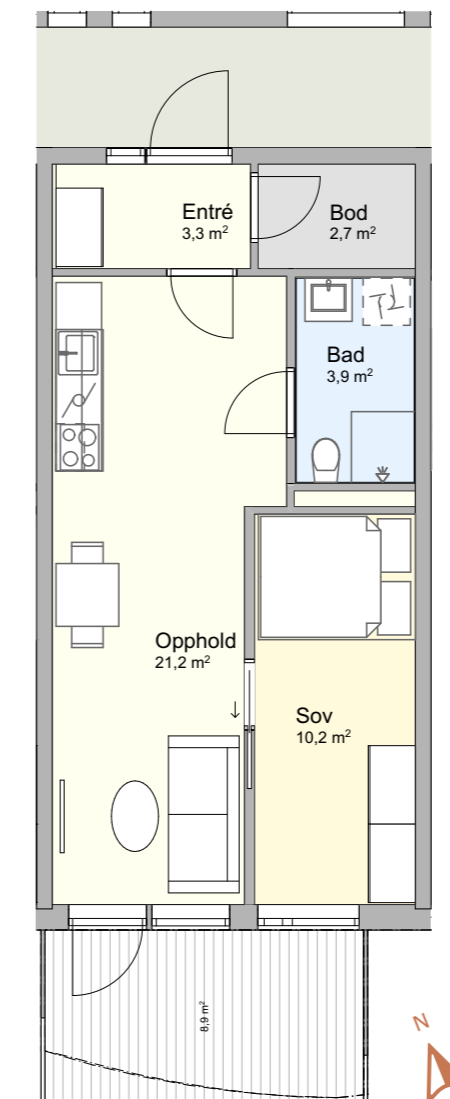 Entré
3,3 m²
Bod
2,7 m²
TL
Bad
3,9 m²
Opphold
21,2 m²
Sov
10,2 m²
8,9 m²
N